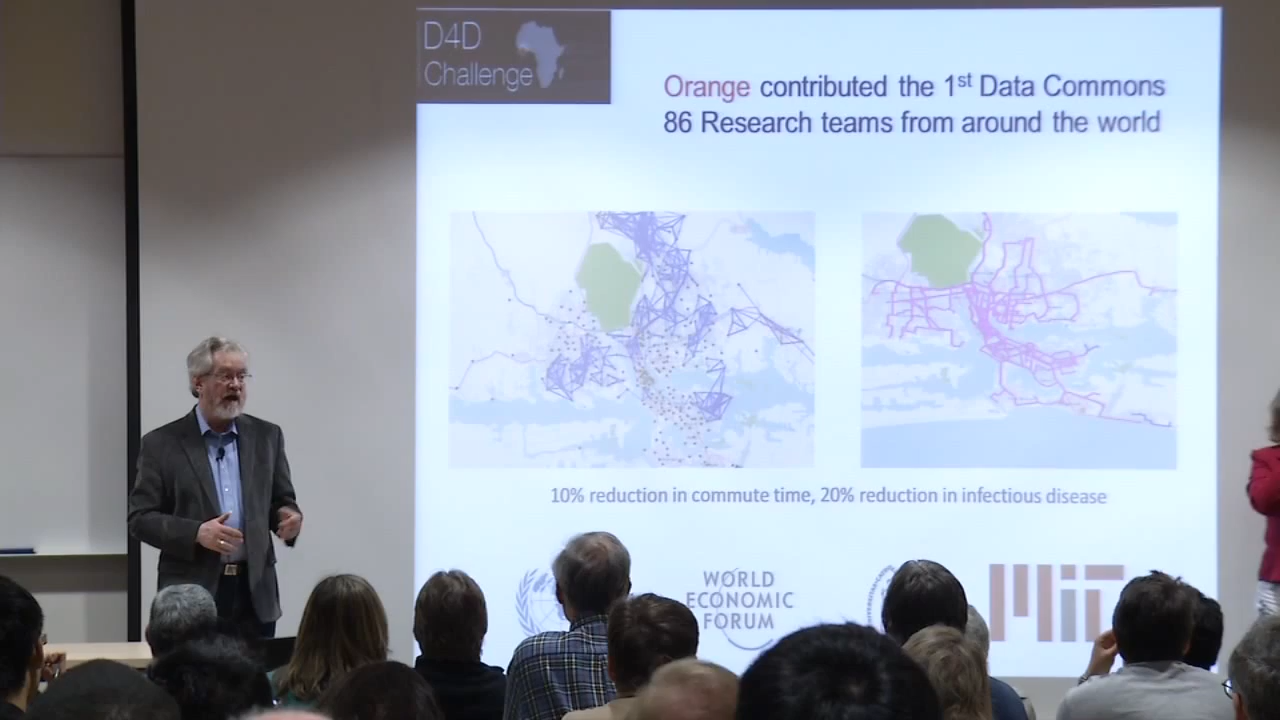 D4D
Challenge
Orange contributed the 1st Data Commons
86 Research teams from around the world
10% reduction in commute time, 20% reduction in infectious disease
WORLD
ECONOMIC
FORUM
MIT